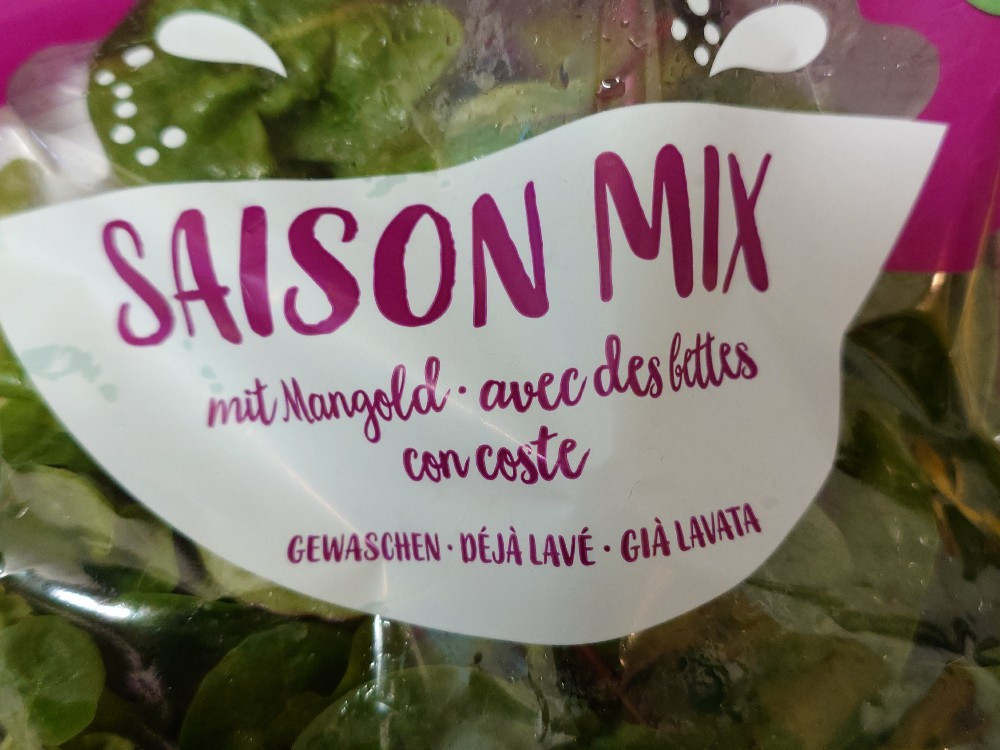 SAISON MIX
mit Mangold · avec des bettes
con coste
GEWASCHEN · DÉJÀ LAVÉ · GIÀ LAVATA